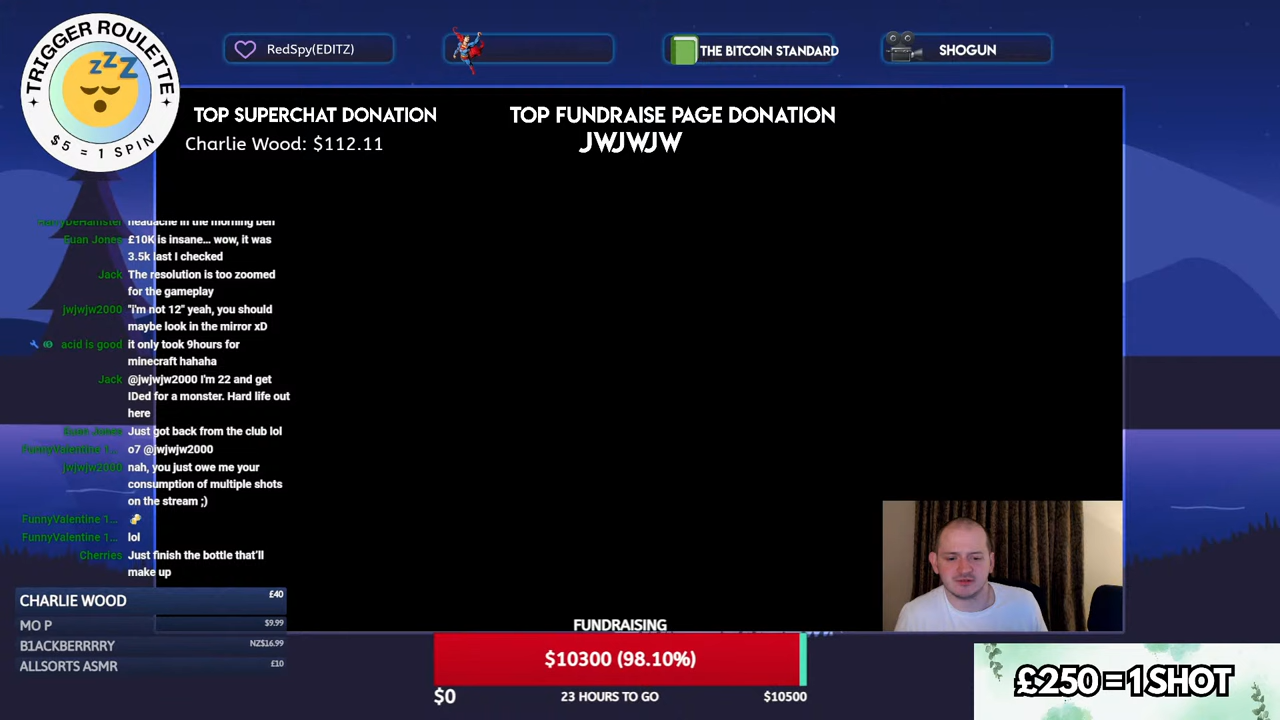 TRIGGER ROULETTE
zzz
$5 = 1 SPIN
RedSpy(EDITZ)
THE BITCOIN STANDARD
SHOGUN
TOP SUPERCHAT DONATION
Charlie Wood: $112.11
TOP FUNDRAISE PAGE DONATION
JWJWJW
headache in the morning ben
Euan Jones £10K is insane... wow, it was
3.5k last I checked
Jack The resolution is too zoomed
for the gameplay
jwjwjw2000 "i'm not 12" yeah, you should
maybe look in the mirror xD
acid is good it only took 9hours for
minecraft hahaha
Jack @jwjwjw2000 I'm 22 and get
IDed for a monster. Hard life out
here
Euan Jones Just got back from the club lol
FunnyValentine 1... o7 @jwjwjw2000
jwjwjw2000 nah, you just owe me your
consumption of multiple shots
on the stream ;)
FunnyValentine 1...
FunnyValentine 1... lol
Cherries Just finish the bottle that'll
make up
CHARLIE WOOD £40
MO P $9.99
B1ACKBERRRRY NZ$16.99
ALLSORTS ASMR £10
FUNDRAISING
$10300 (98.10%)
$0 23 HOURS TO GO $10500
£250 = 1 SHOT